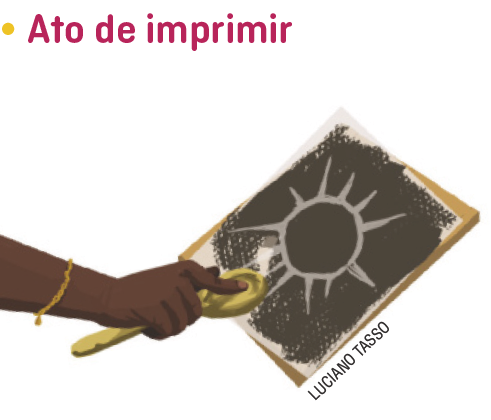 • Ato de imprimir
LUCIANO TASSO